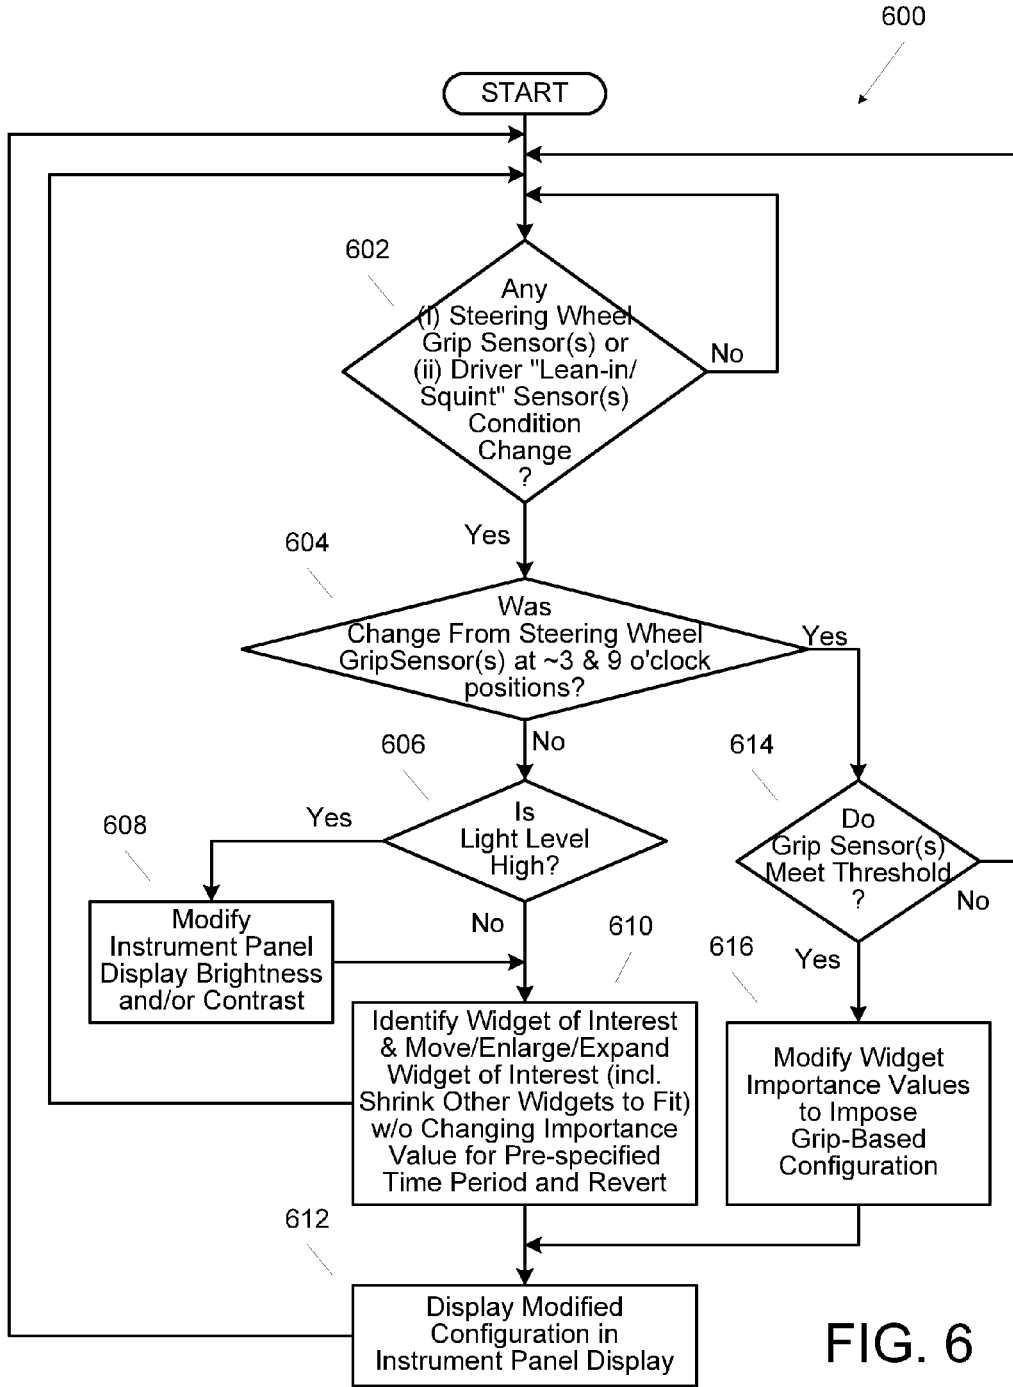 600
START
602
Any
(i) Steering Wheel
Grip Sensor(s) or
(ii) Driver "Lean-in/
Squint" Sensor(s)
Condition
Change
?
No
Yes
604
Was
Change From Steering Wheel
GripSensor(s) at ~3 & 9 o'clock
positions?
Yes
No
606
Is
Light Level
High?
Yes
No
608
Modify
Instrument Panel
Display Brightness
and/or Contrast
614
Do
Grip Sensor(s)
Meet Threshold
?
No
Yes
610
Identify Widget of Interest
& Move/Enlarge/Expand
Widget of Interest (incl.
Shrink Other Widgets to Fit)
w/o Changing Importance
Value for Pre-specified
Time Period and Revert
616
Modify Widget
Importance Values
to Impose
Grip-Based
Configuration
612
Display Modified
Configuration in
Instrument Panel Display
FIG. 6